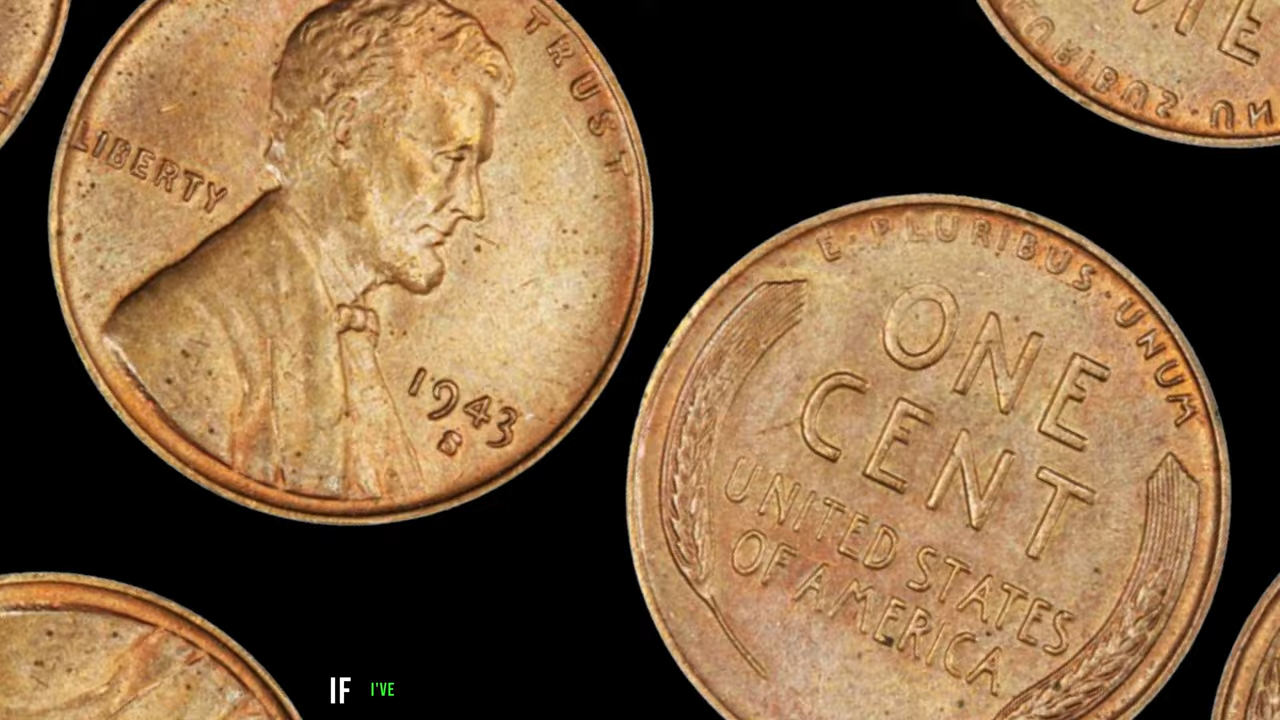 TRUST
LIBERTY
1943
S
E·PLURIBUS·UNUM
ONE
CENT
UNITED STATES
OF AMERICA
IF I'VE